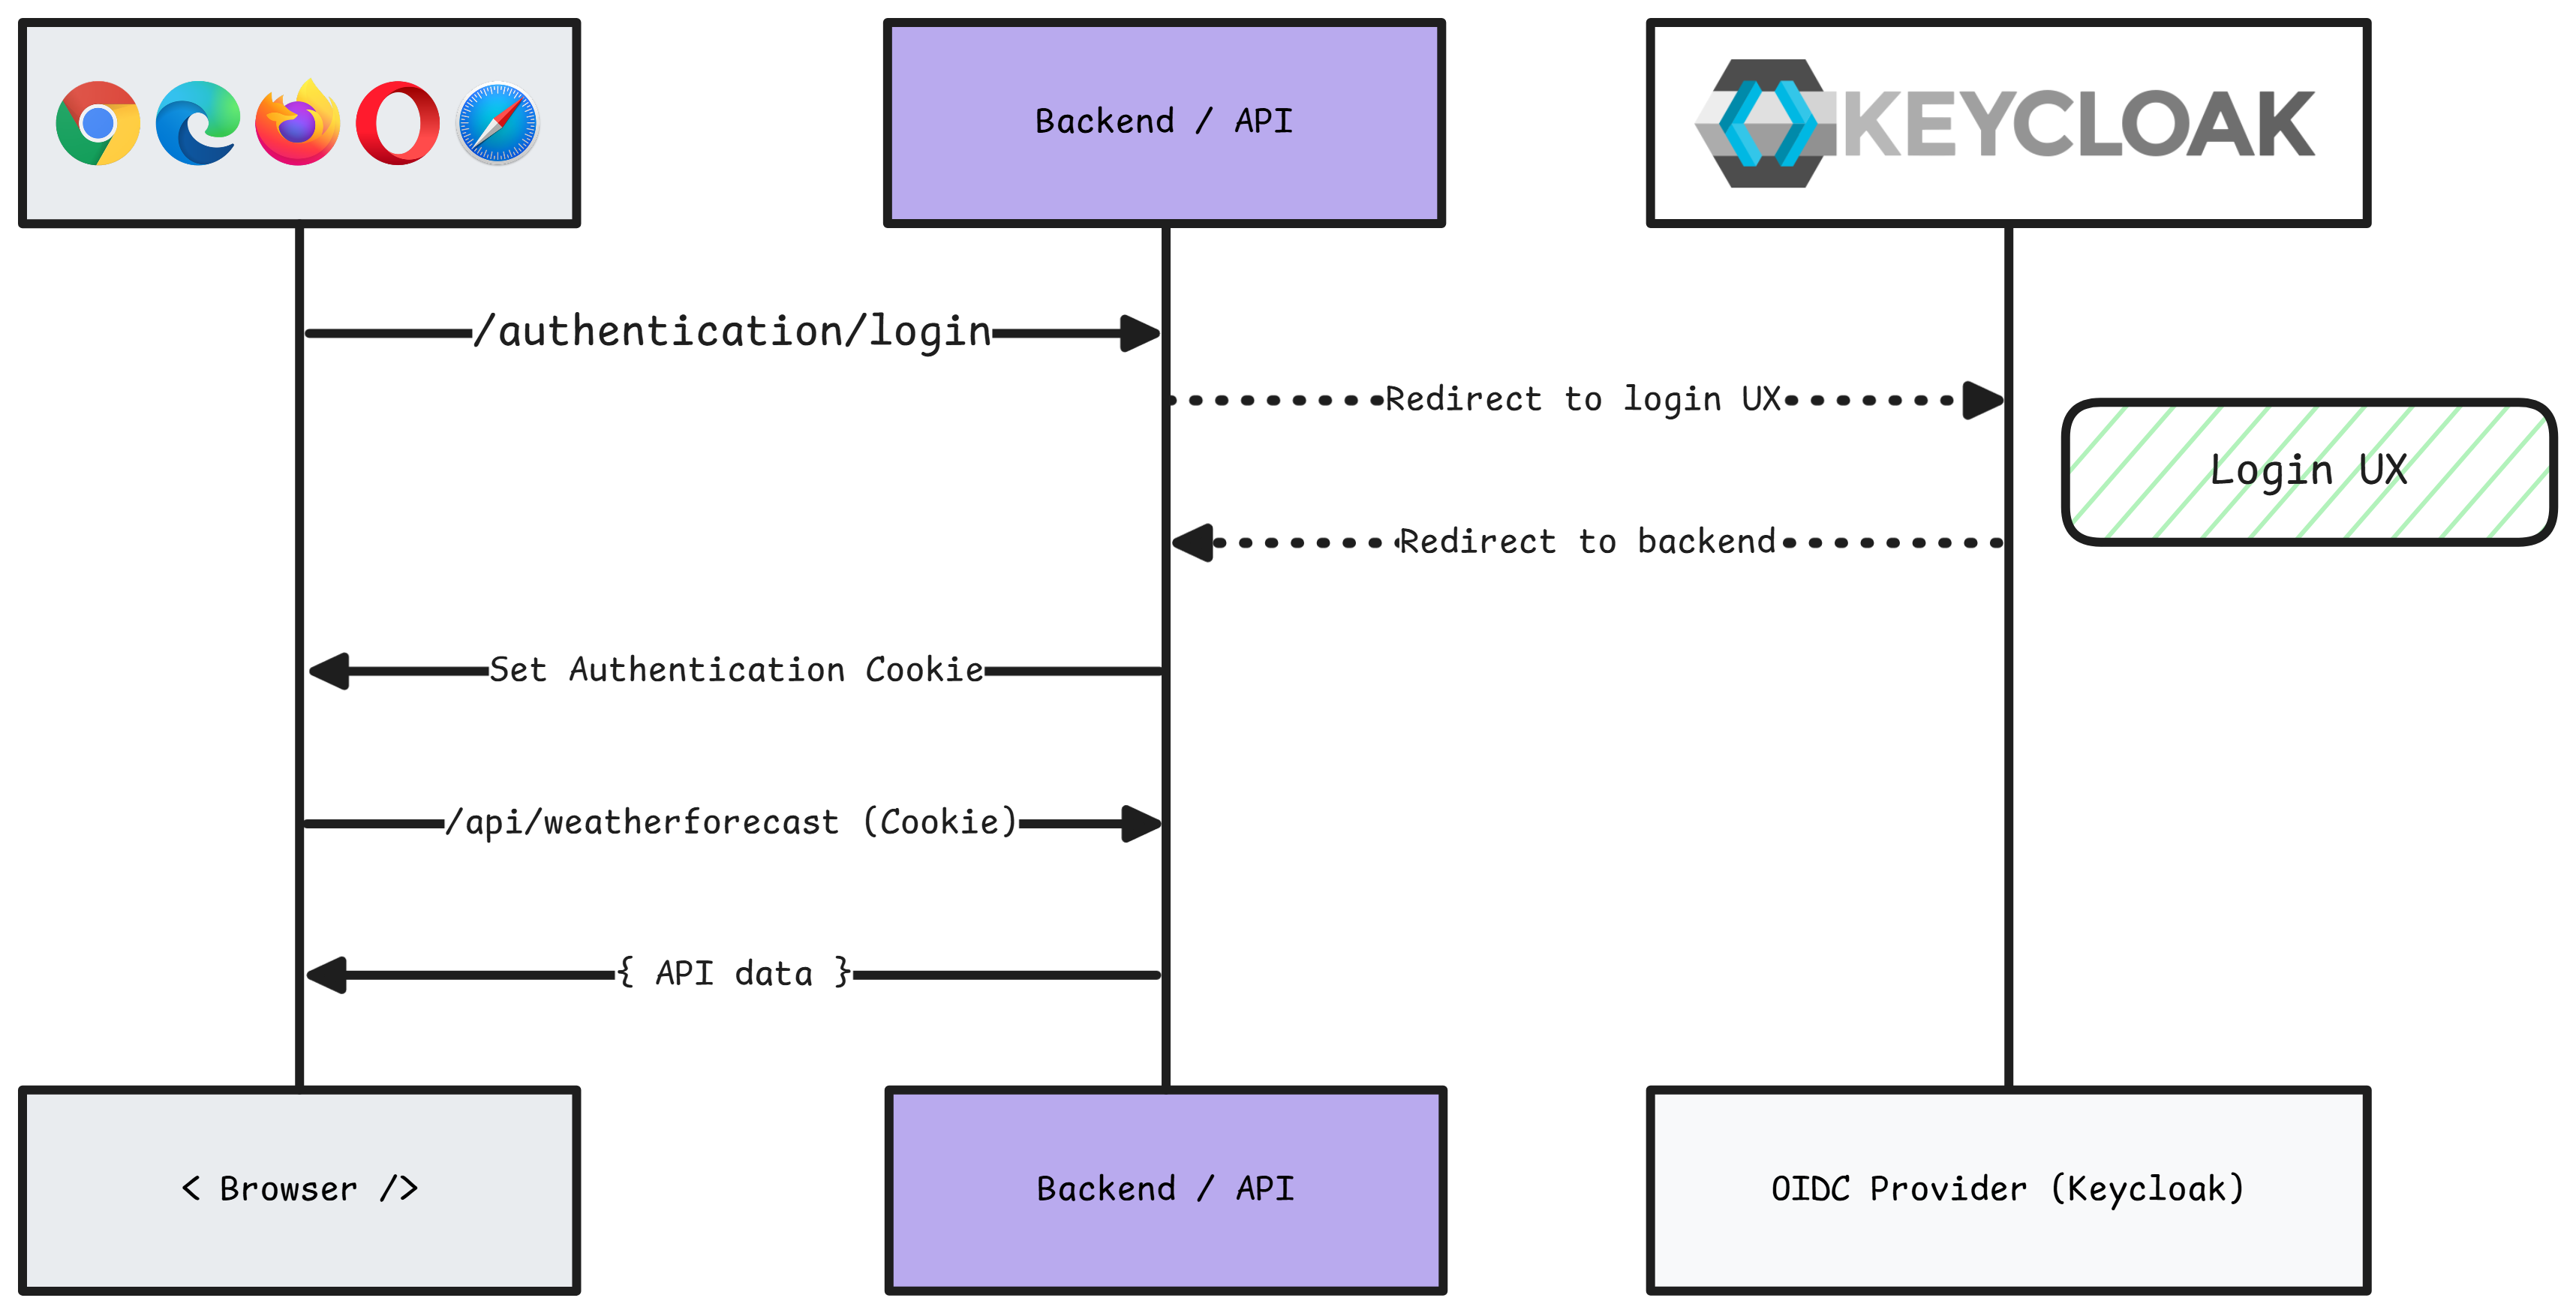 Backend / API
KEYCLOAK
/authentication/login
Redirect to login UX
Login UX
Redirect to backend
Set Authentication Cookie
/api/weatherforecast (Cookie)
{ API data }
< Browser />
Backend / API
OIDC Provider (Keycloak)